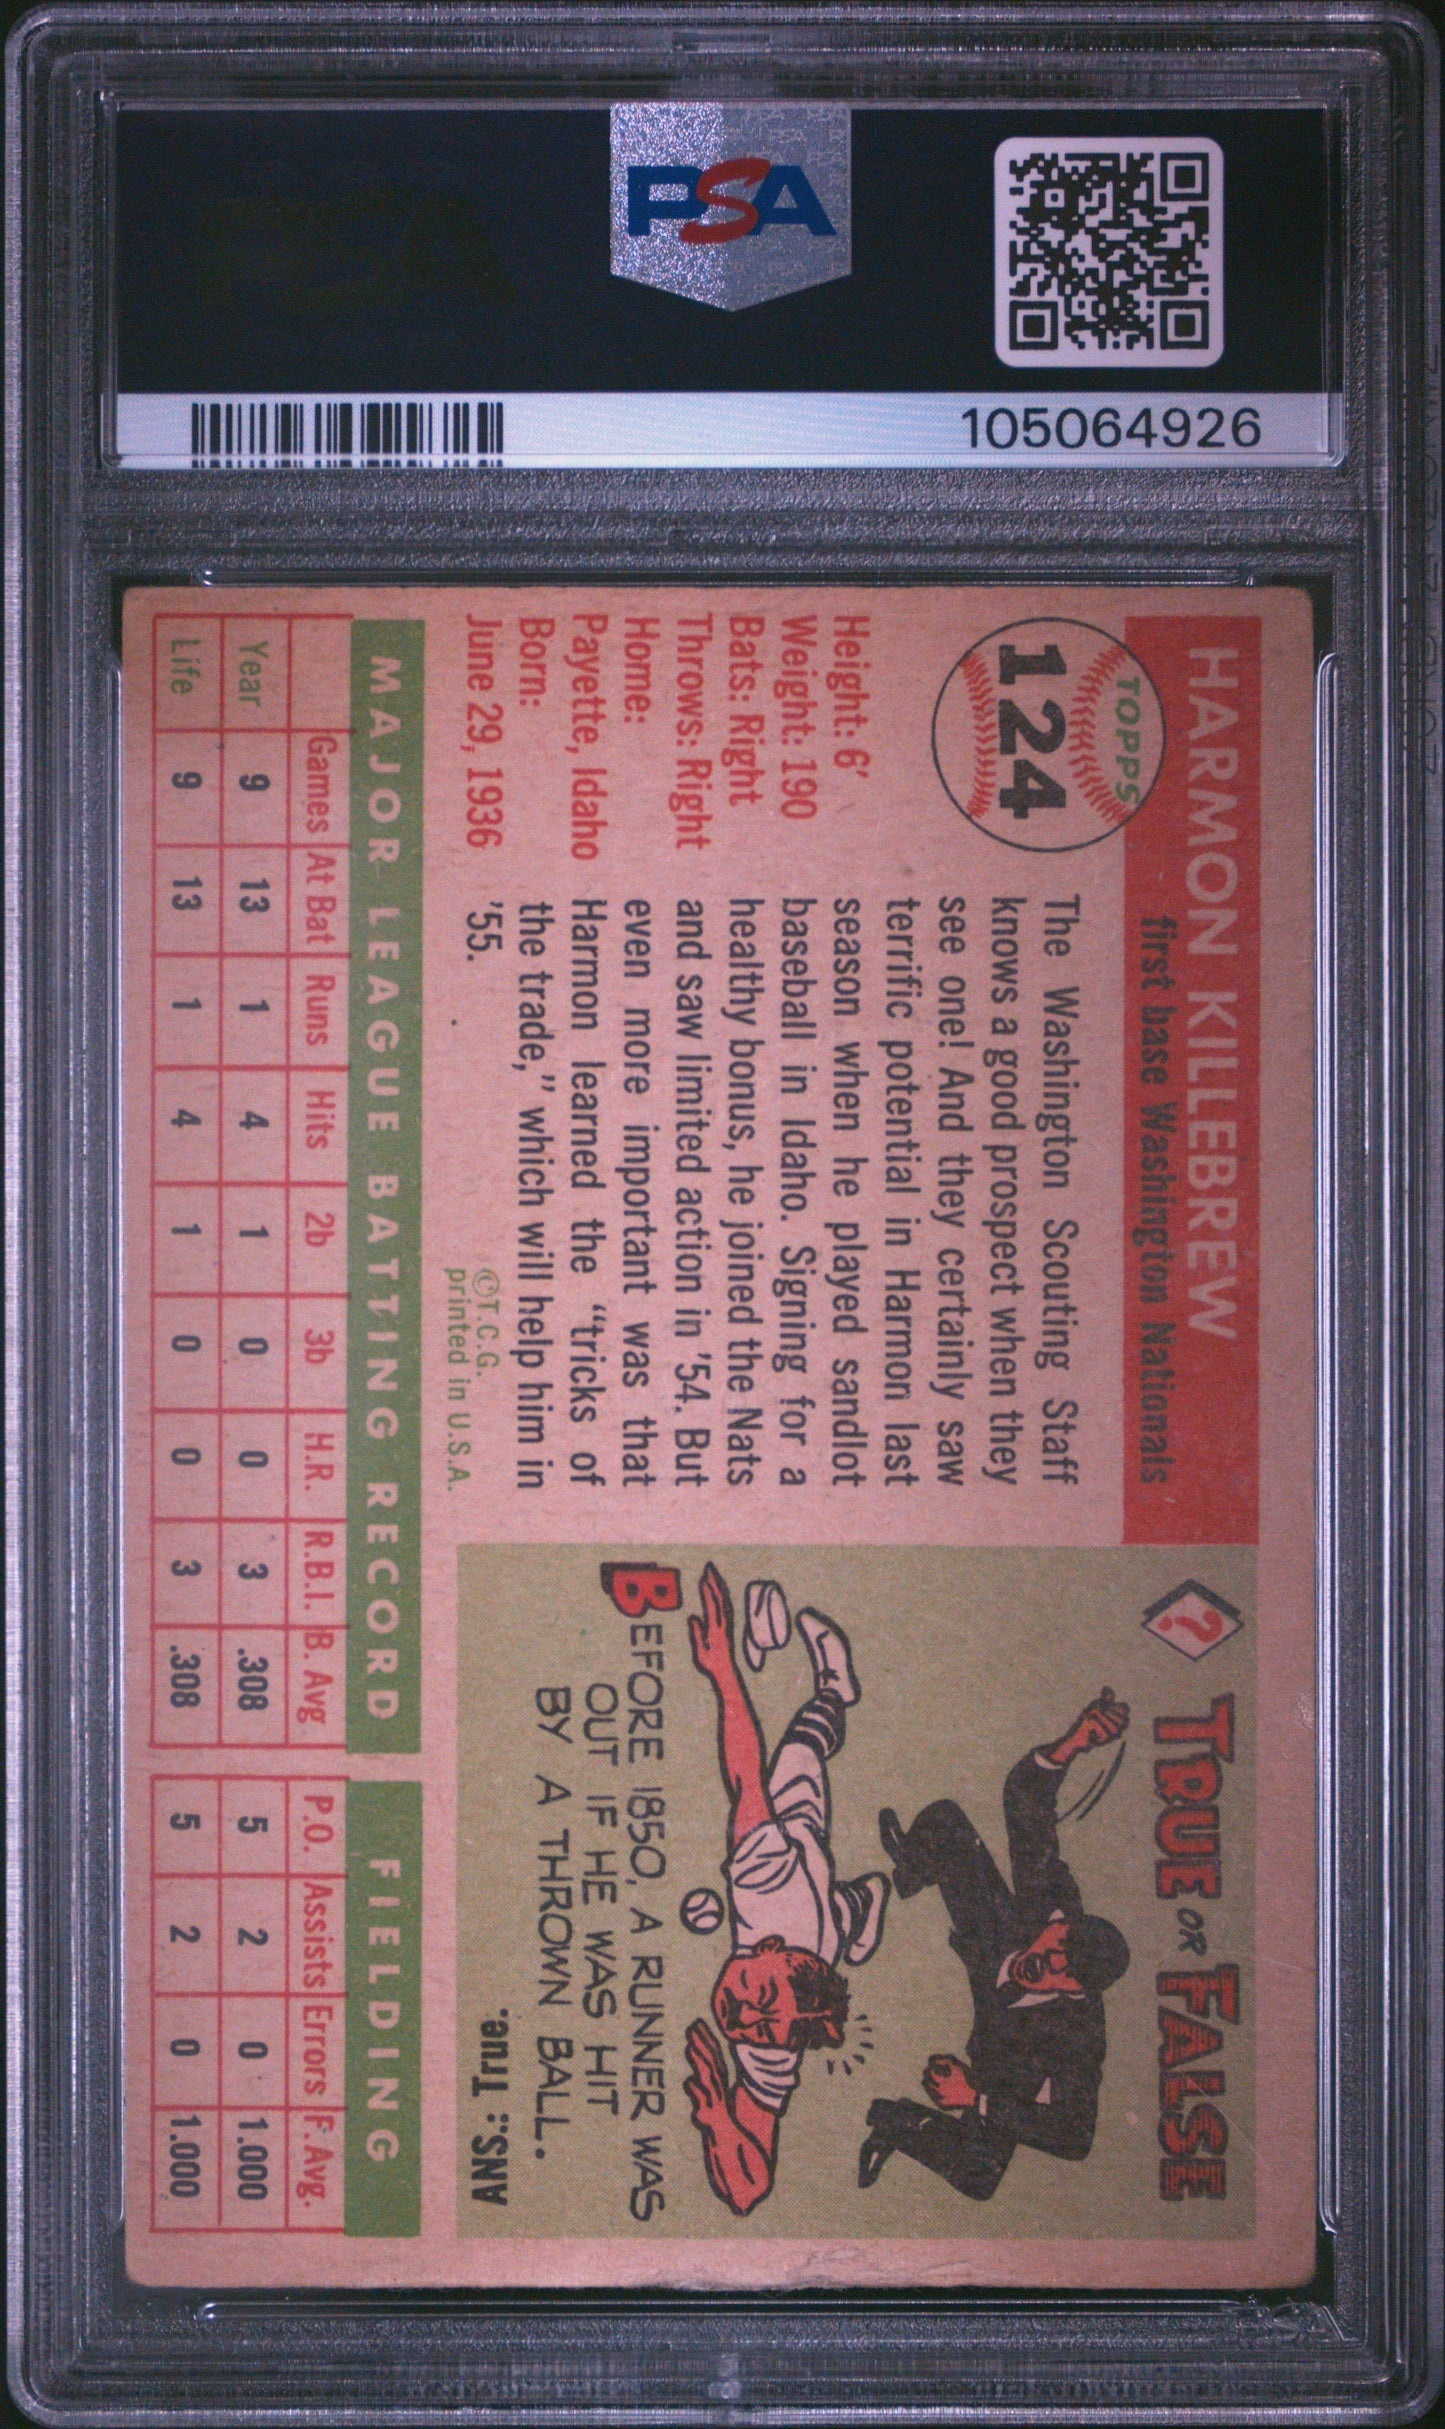 PSA
105064926
HARMON KILLEBREW
first base Washington Nationals
TOPPS
124
Height: 6'
Weight: 190
Bats: Right
Throws: Right
Home:
Payette, Idaho
Born:
June 29, 1936
The Washington Scouting Staff
knows a good prospect when they
see one! And they certainly saw
terrific potential in Harmon last
season when he played sandlot
baseball in Idaho. Signing for a
healthy bonus, he joined the Nats
and saw limited action in '54. But
even more important was that
Harmon learned the "tricks of
the trade," which will help him in
'55.
©T.C.G.
printed in U.S.A.
?
TRUE OR FALSE
BEFORE 1850, A RUNNER WAS
OUT IF HE WAS HIT
BY A THROWN BALL.
ANS: True.
MAJOR LEAGUE BATTING RECORD
Games At Bat Runs Hits 2b 3b H.R. R.B.I. B. Avg
Year 9 13 1 4 1 0 0 3 .308
Life 9 13 1 4 1 0 0 3 .308
FIELDING
P.O. Assists Errors F. Avg.
5 2 0 1.000
5 2 0 1.000